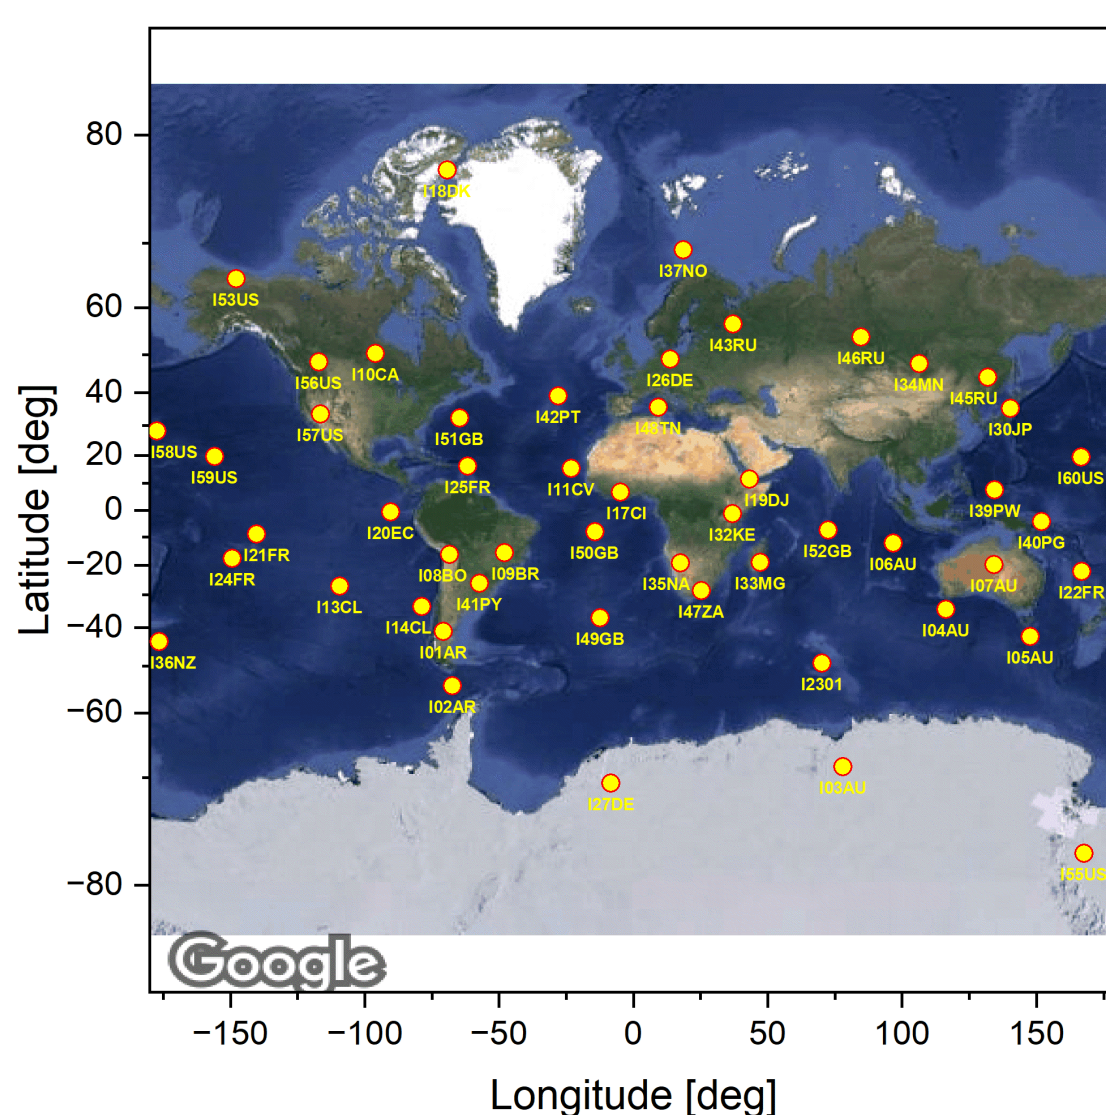 80
60
40
20
0
−20
−40
−60
−80
Latitude [deg]
I18DK
I37NO
I53US
I43RU
I46RU
I10CA
I56US
I26DE
I34MN
I45RU
I42PT
I48TN
I57US
I51GB
I30JP
I58US
I59US
I25FR
I11CV
I19DJ
I60US
I17CI
I39PW
I20EC
I32KE
I40PG
I21FR
I50GB
I52GB
I24FR
I08BO
I09BR
I35NA
I33MG
I06AU
I07AU
I22FR
I13CL
I41PY
I47ZA
I14CL
I04AU
I01AR
I49GB
I05AU
I36NZ
I2301
I02AR
I27DE
I03AU
I55US
Google
−150 −100 −50 0 50 100 150
Longitude [deg]